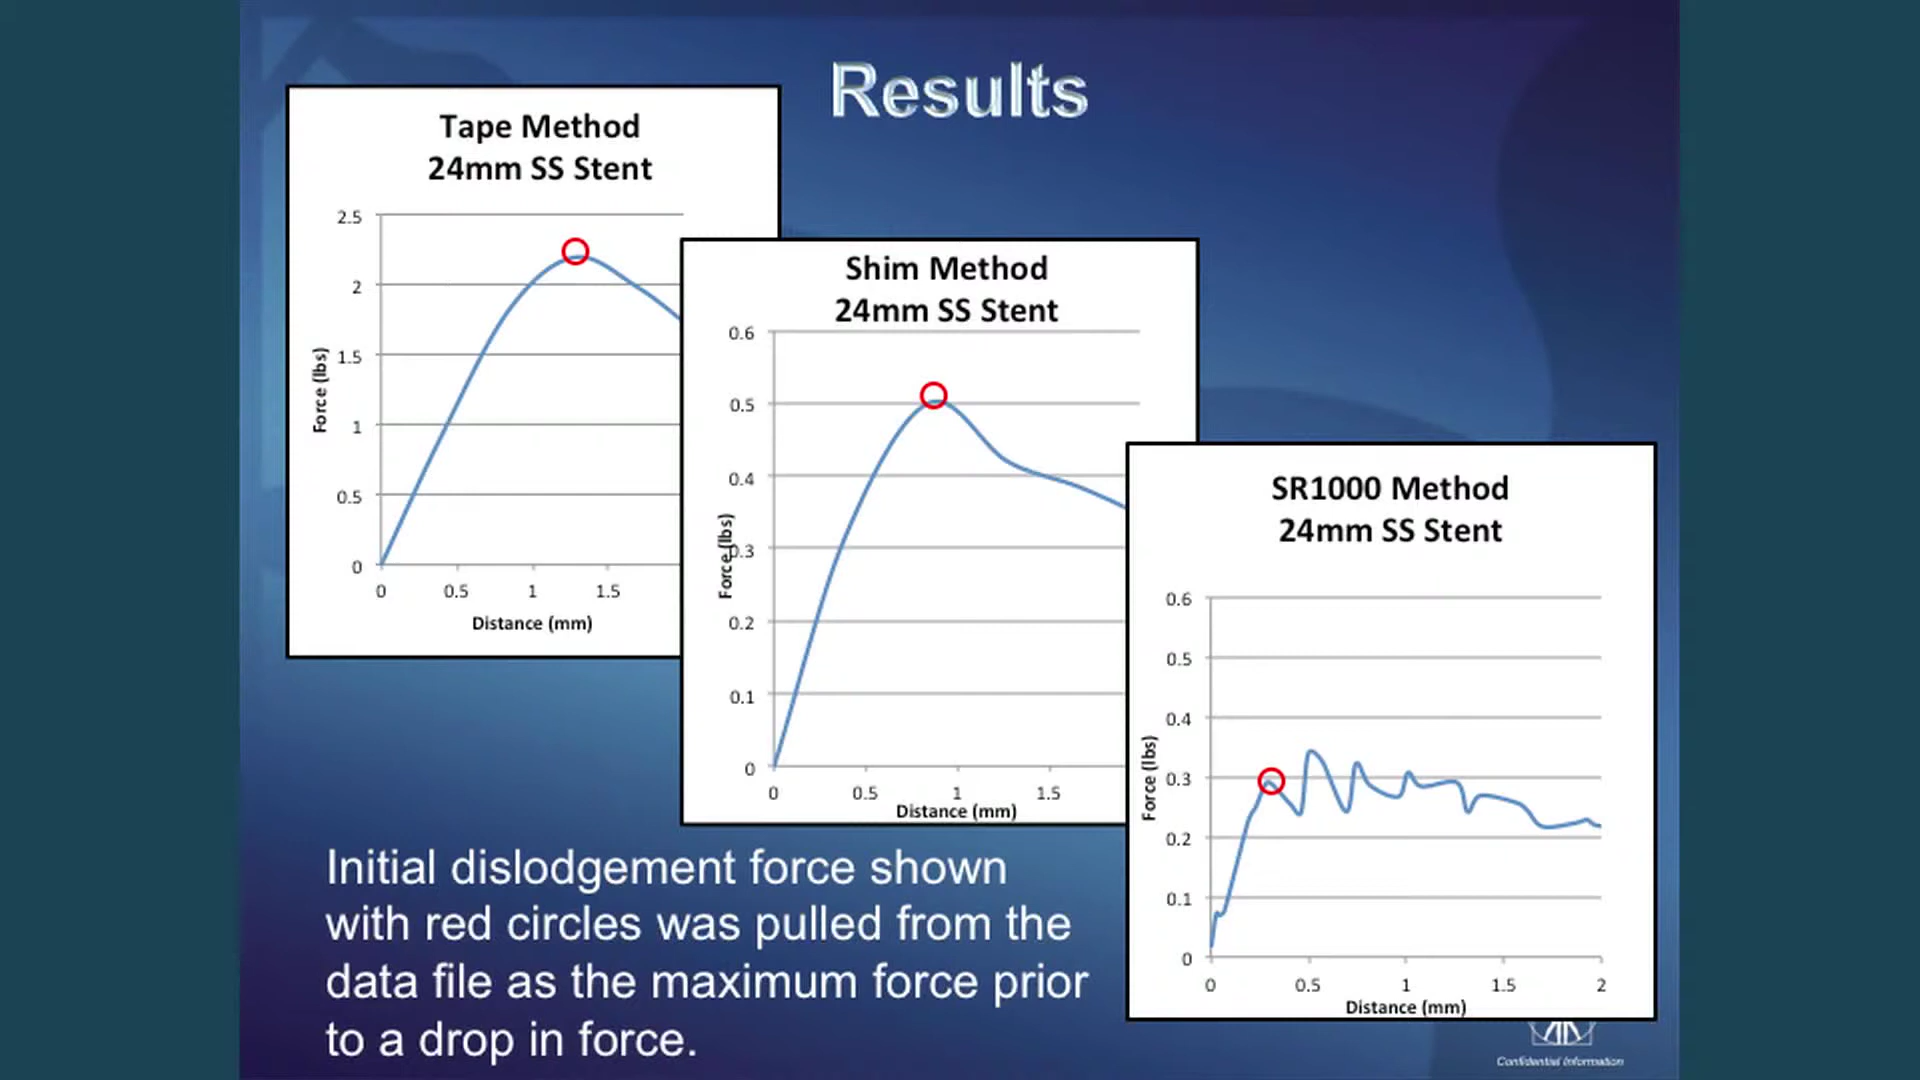 Results
Tape Method
24mm SS Stent
2.5
2
1.5
1
0.5
0
Force (lbs)
0 0.5 1 1.5
Distance (mm)
Shim Method
24mm SS Stent
0.6
0.5
0.4
0.3
0.2
0.1
0
Force (lbs)
0 0.5 1 1.5
Distance (mm)
SR1000 Method
24mm SS Stent
0.6
0.5
0.4
0.3
0.2
0.1
0
Force (lbs)
0 0.5 1 1.5 2
Distance (mm)
Initial dislodgement force shown
with red circles was pulled from the
data file as the maximum force prior
to a drop in force.
Confidential Information